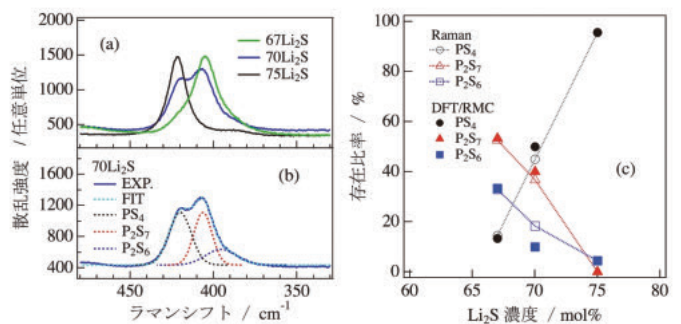 (a)
67Li₂S
70Li₂S
75Li₂S
2000
1500
1000
500
散乱強度 / 任意単位
70Li₂S
(b)
EXP.
FIT
PS₄
P₂S₇
P₂S₆
1600
1200
800
400
450
400
350
ラマンシフト / cm⁻¹
100
80
60
40
20
0
存在比率 / %
Raman
PS₄
P₂S₇
P₂S₆
DFT/RMC
PS₄
P₂S₇
P₂S₆
(c)
60
65
70
75
80
Li₂S 濃度 / mol%